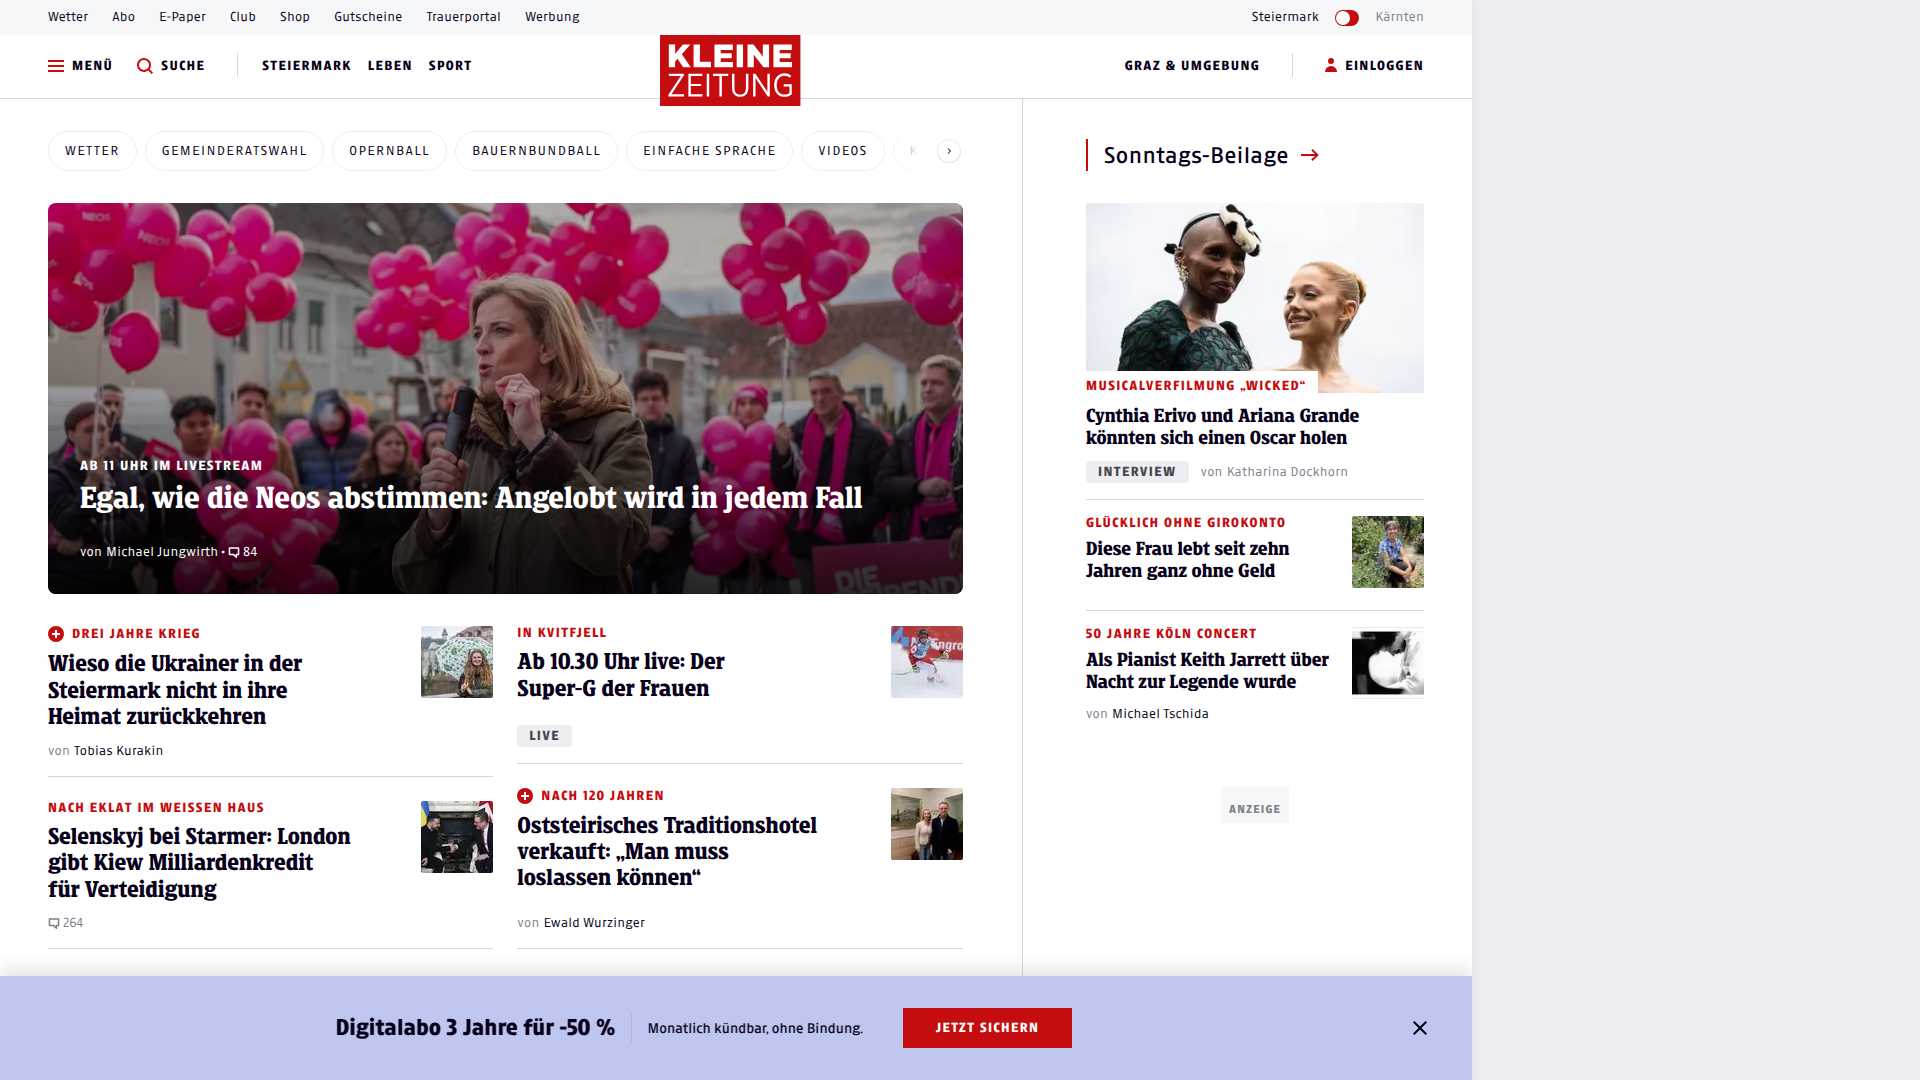 Wetter Abo E-Paper Club Shop Gutscheine Trauerportal Werbung Steiermark Kärnten
MENÜ SUCHE STEIERMARK LEBEN SPORT KLEINE ZEITUNG GRAZ & UMGEBUNG EINLOGGEN
WETTER GEMEINDERATSWAHL OPERNBALL BAUERNBUNDBALL EINFACHE SPRACHE VIDEOS K
AB 11 UHR IM LIVESTREAM
Egal, wie die Neos abstimmen: Angelobt wird in jedem Fall
von Michael Jungwirth • 84
DREI JAHRE KRIEG
Wieso die Ukrainer in der
Steiermark nicht in ihre
Heimat zurückkehren
von Tobias Kurakin
IN KVITFJELL
Ab 10.30 Uhr live: Der
Super-G der Frauen
LIVE
NACH EKLAT IM WEISSEN HAUS
Selenskyj bei Starmer: London
gibt Kiew Milliardenkredit
für Verteidigung
264
NACH 120 JAHREN
Oststeirisches Traditionshotel
verkauft: „Man muss
loslassen können“
von Ewald Wurzinger
Sonntags-Beilage
MUSICALVERFILMUNG „WICKED“
Cynthia Erivo und Ariana Grande
könnten sich einen Oscar holen
INTERVIEW von Katharina Dockhorn
GLÜCKLICH OHNE GIROKONTO
Diese Frau lebt seit zehn
Jahren ganz ohne Geld
50 JAHRE KÖLN CONCERT
Als Pianist Keith Jarrett über
Nacht zur Legende wurde
von Michael Tschida
ANZEIGE
Digitalabo 3 Jahre für -50 % Monatlich kündbar, ohne Bindung. JETZT SICHERN